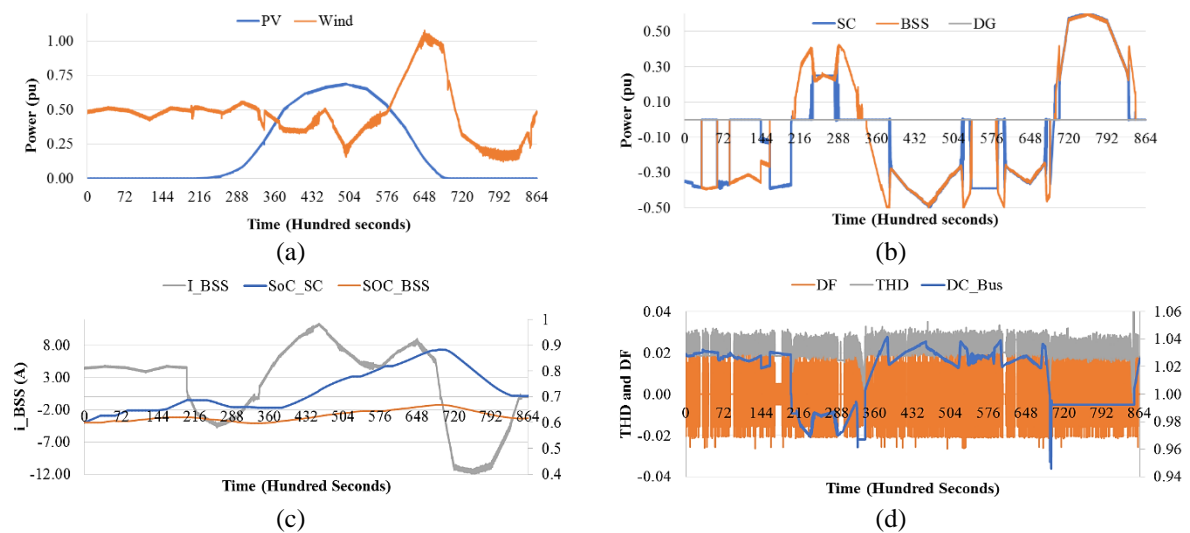 PV Wind
1.00
0.75
0.50
0.25
0.00
Power (pu)
0 72 144 216 288 360 432 504 576 648 720 792 864
Time (Hundred seconds)
(a)
SC BSS DG
0.60
0.30
0.10
-0.10
-0.30
-0.50
Power (pu)
0 72 144 216 288 360 432 504 576 648 720 792 864
Time (Hundred seconds)
(b)
I_BSS SoC_SC SOC_BSS
8.00
3.00
-2.00
-7.00
-12.00
i_BSS (A)
1
0.9
0.8
0.7
0.6
0.5
0.4
0 72 144 216 288 360 432 504 576 648 720 792 864
Time (Hundred Seconds)
(c)
DF THD DC_Bus
0.04
0.02
0.00
-0.02
-0.04
THD and DF
1.06
1.04
1.02
1.00
0.98
0.96
0.94
0 72 144 216 288 360 432 504 576 648 720 792 864
Time (Hundred Seconds)
(d)